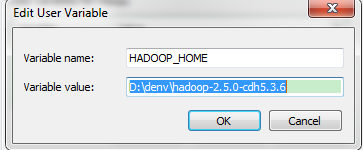 Edit User Variable
Variable name: HADOOP_HOME
Variable value: D:\denv\hadoop-2.5.0-cdh5.3.6
OK Cancel